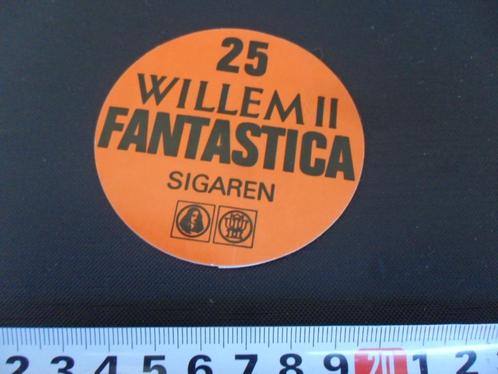 25
WILLEM II
FANTASTICA
SIGAREN
2 3 4 5 6 7 8 9 20 1 2